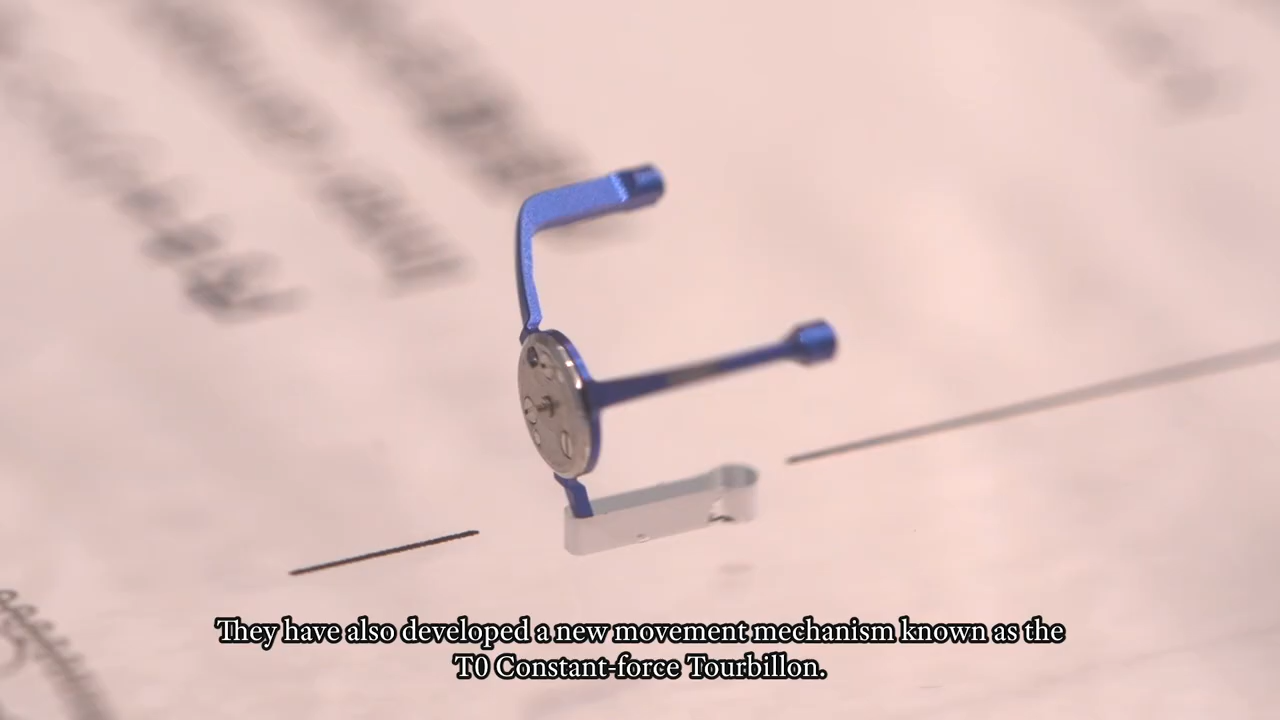 They have also developed a new movement mechanism known as the
T0 Constant-force Tourbillon.